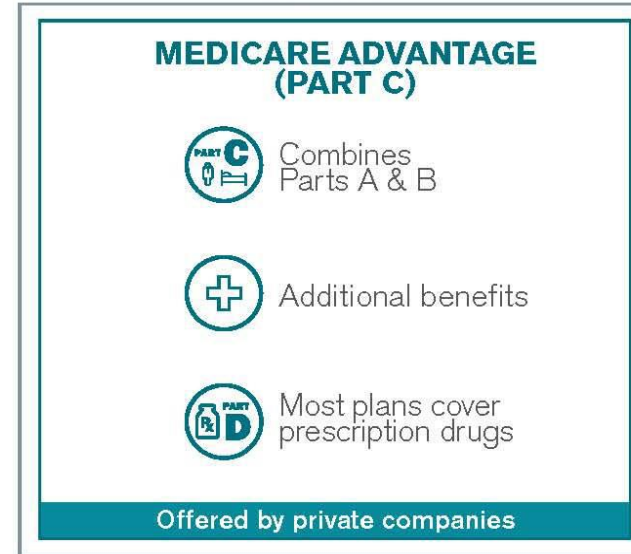 MEDICARE ADVANTAGE
(PART C)
PART C
Combines
Parts A & B
Additional benefits
Rx
PART
D
Most plans cover
prescription drugs
Offered by private companies